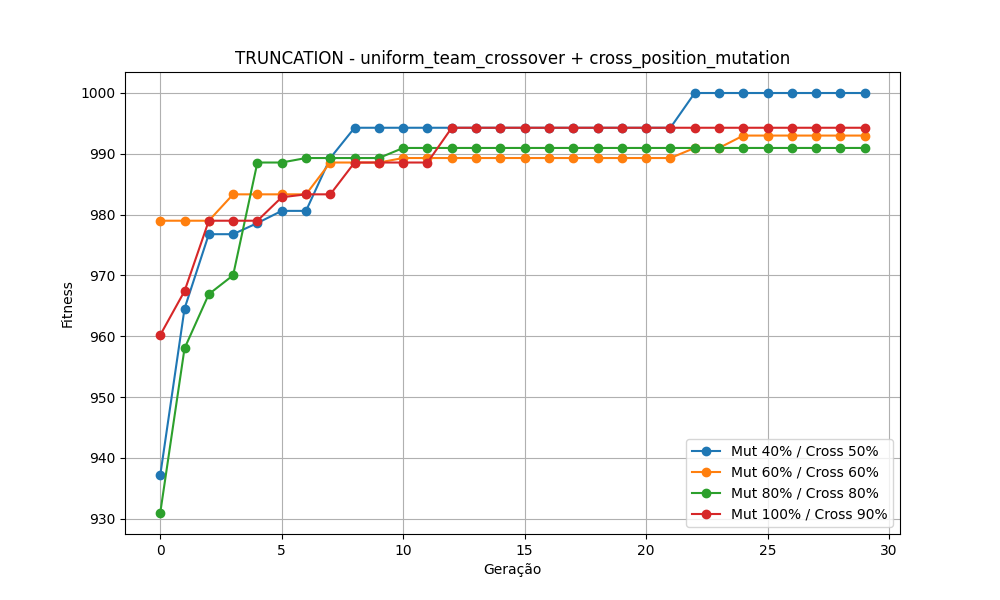 TRUNCATION - uniform_team_crossover + cross_position_mutation
1000
990
980
970
960
950
940
930
Fitness
0 5 10 15 20 25 30
Geração
Mut 40% / Cross 50%
Mut 60% / Cross 60%
Mut 80% / Cross 80%
Mut 100% / Cross 90%